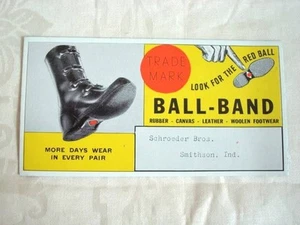 TRADE
MARK
LOOK FOR THE RED BALL
BALL-BAND
RUBBER - CANVAS - LEATHER - WOOLEN FOOTWEAR
Schroeder Bros.
Smithson, Ind.
MORE DAYS WEAR
IN EVERY PAIR